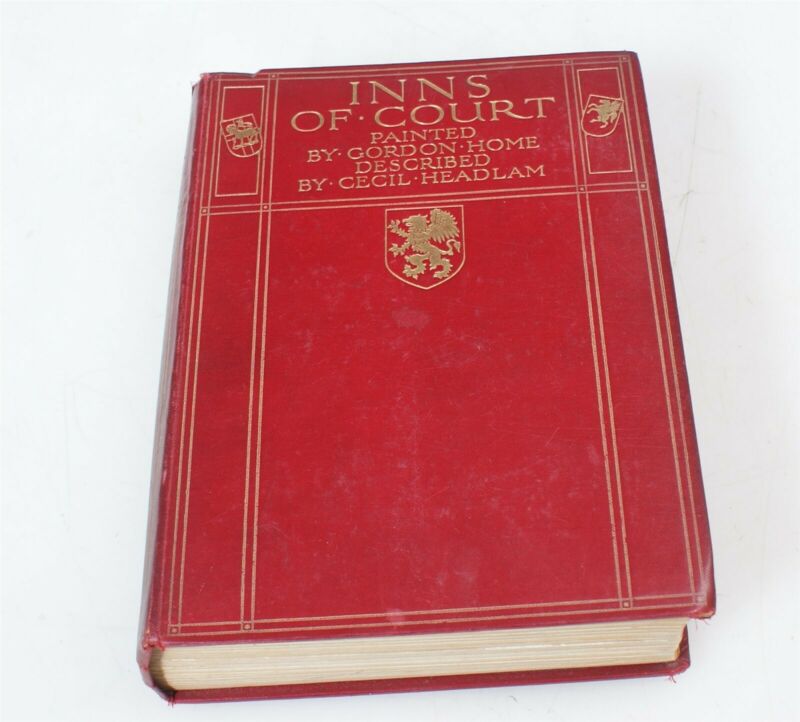 INNS
OF·COURT
PAINTED
BY·GORDON·HOME
DESCRIBED
BY·CECIL·HEADLAM